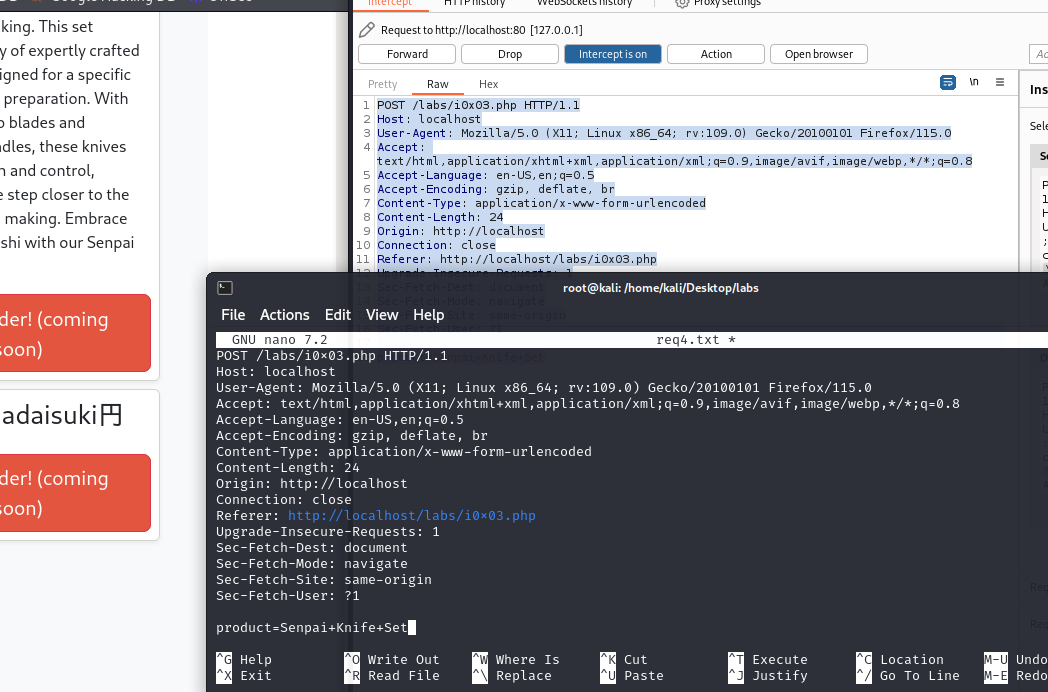 Intercept HTTP history WebSockets history Proxy settings
Request to http://localhost:80 [127.0.0.1]
Forward Drop Intercept is on Action Open browser
Pretty Raw Hex \n
1 POST /labs/i0x03.php HTTP/1.1
2 Host: localhost
3 User-Agent: Mozilla/5.0 (X11; Linux x86_64; rv:109.0) Gecko/20100101 Firefox/115.0
4 Accept:
text/html,application/xhtml+xml,application/xml;q=0.9,image/avif,image/webp,*/*;q=0.8
5 Accept-Language: en-US,en;q=0.5
6 Accept-Encoding: gzip, deflate, br
7 Content-Type: application/x-www-form-urlencoded
8 Content-Length: 24
9 Origin: http://localhost
10 Connection: close
11 Referer: http://localhost/labs/i0x03.php
king. This set
y of expertly crafted
igned for a specific
preparation. With
o blades and
ndles, these knives
n and control,
e step closer to the
making. Embrace
shi with our Senpai
der! (coming
soon)
adaisuki円
der! (coming
soon)
root@kali: /home/kali/Desktop/labs
File Actions Edit View Help
GNU nano 7.2 req4.txt *
POST /labs/i0×03.php HTTP/1.1
Host: localhost
User-Agent: Mozilla/5.0 (X11; Linux x86_64; rv:109.0) Gecko/20100101 Firefox/115.0
Accept: text/html,application/xhtml+xml,application/xml;q=0.9,image/avif,image/webp,*/*;q=0.8
Accept-Language: en-US,en;q=0.5
Accept-Encoding: gzip, deflate, br
Content-Type: application/x-www-form-urlencoded
Content-Length: 24
Origin: http://localhost
Connection: close
Referer: http://localhost/labs/i0×03.php
Upgrade-Insecure-Requests: 1
Sec-Fetch-Dest: document
Sec-Fetch-Mode: navigate
Sec-Fetch-Site: same-origin
Sec-Fetch-User: ?1
product=Senpai+Knife+Set
^G Help ^O Write Out ^W Where Is ^K Cut ^T Execute ^C Location M-U Undo
^X Exit ^R Read File ^\ Replace ^U Paste ^J Justify ^/ Go To Line M-E Redo